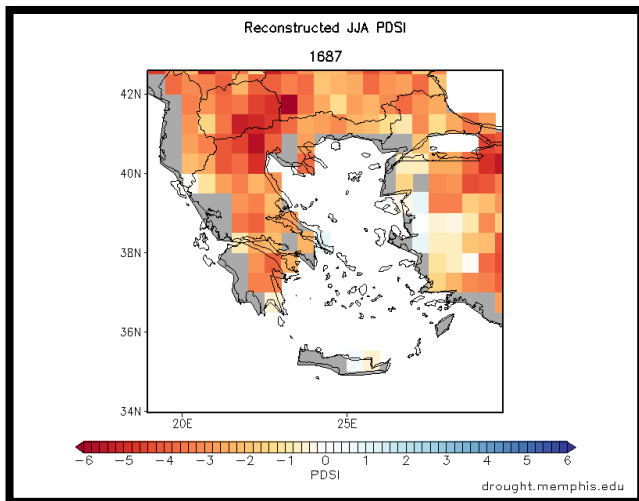 Reconstructed JJA PDSI
1687
42N
40N
38N
36N
34N
20E 25E
−6 −5 −4 −3 −2 −1 0 1 2 3 4 5 6
PDSI
drought.memphis.edu